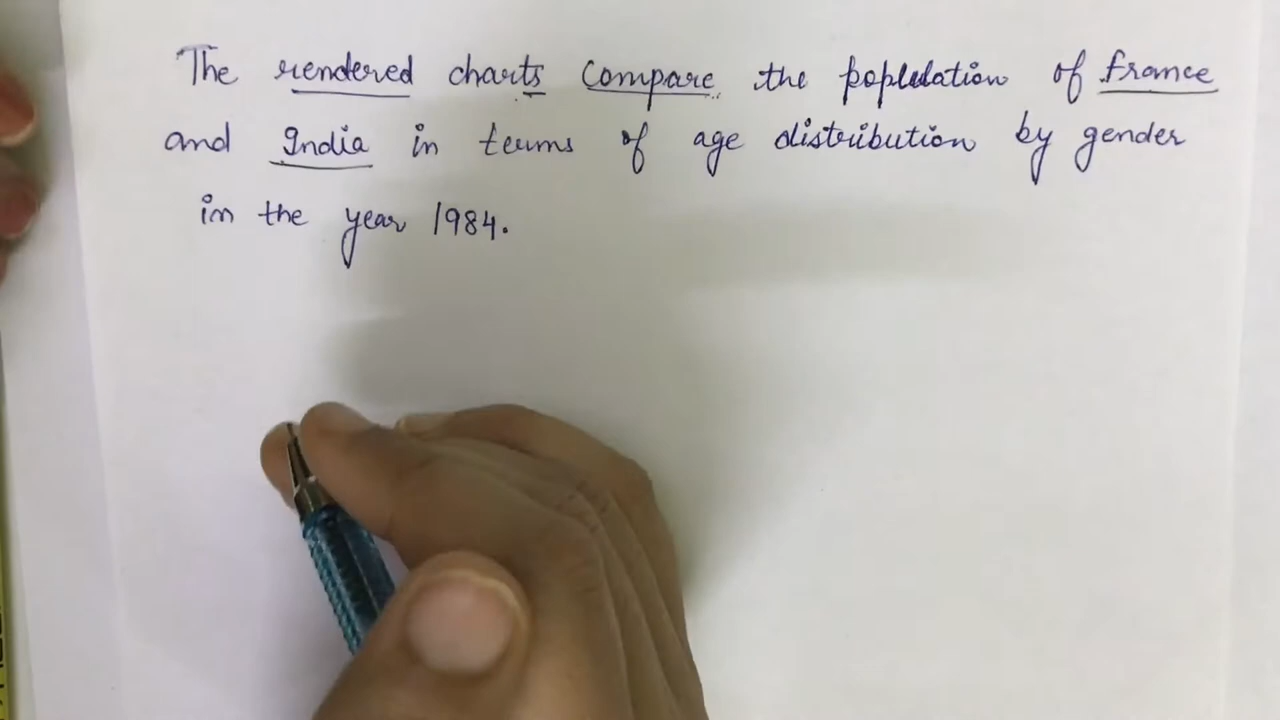 The rendered charts compare the poplulation of france
and India in terms of age distribution by gender
in the year 1984.